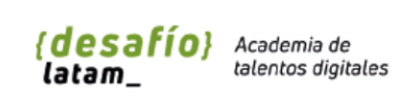 {desafío}
latam_
Academia de
talentos digitales